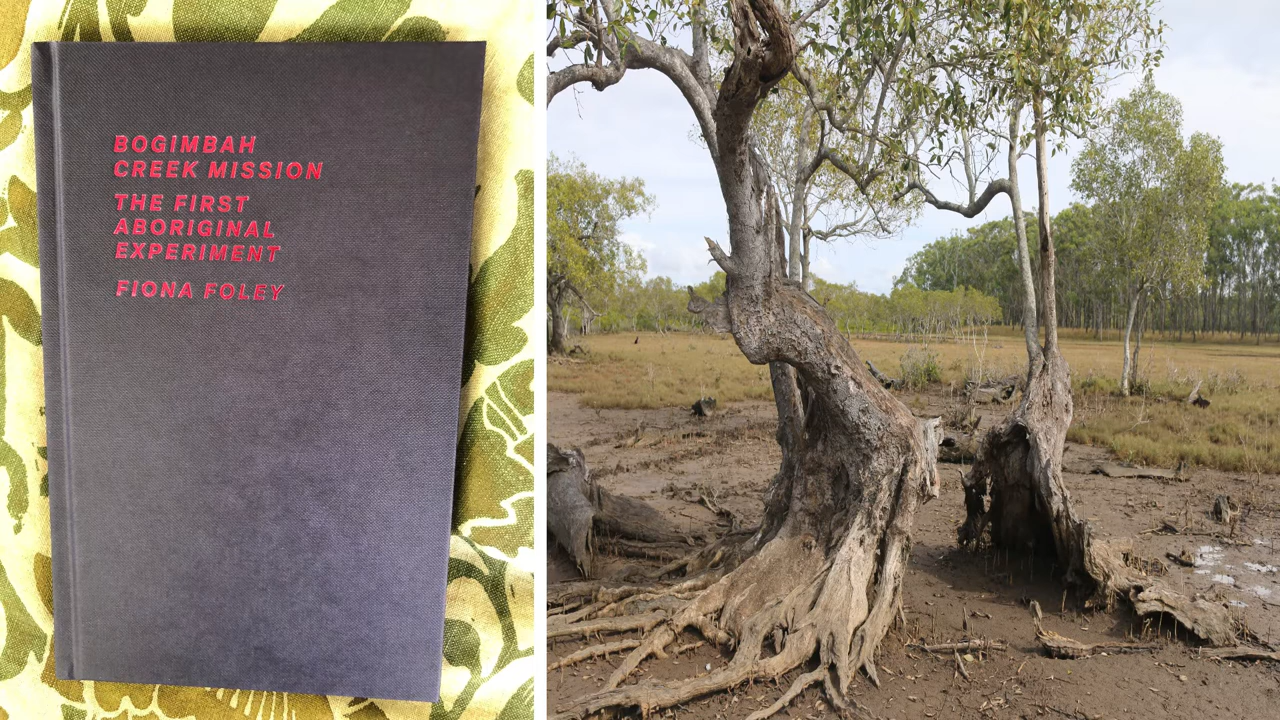 BOGIMBAH
CREEK MISSION
THE FIRST
ABORIGINAL
EXPERIMENT
FIONA FOLEY